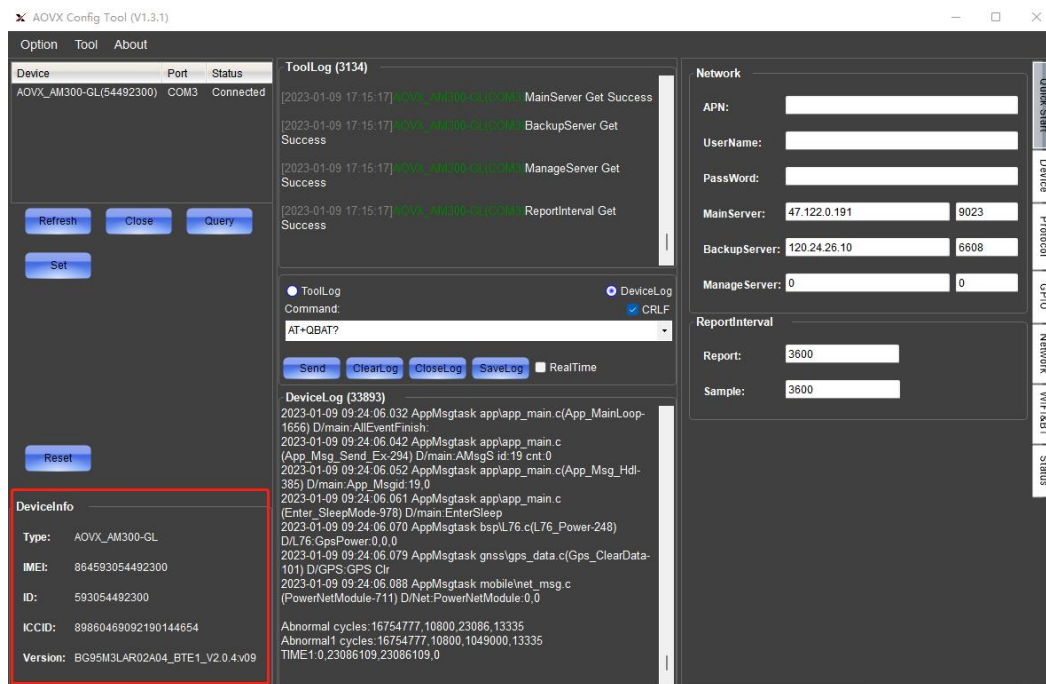 AOVX Config Tool (V1.3.1)
Option Tool About
Device Port Status
AOVX_AM300-GL(54492300) COM3 Connected
Refresh Close Query
Set
Reset
DeviceInfo
Type: AOVX_AM300-GL
IMEI: 864593054492300
ID: 593054492300
ICCID: 89860469092190144654
Version: BG95M3LAR02A04_BTE1_V2.0.4:v09
ToolLog (3134)
[2023-01-09 17:15:17]AOVX_AM300-GL(COM3)MainServer Get Success
[2023-01-09 17:15:17]AOVX_AM300-GL(COM3)BackupServer Get
Success
[2023-01-09 17:15:17]AOVX_AM300-GL(COM3)ManageServer Get
Success
[2023-01-09 17:15:17]AOVX_AM300-GL(COM3)ReportInterval Get
Success
ToolLog DeviceLog
Command: CRLF
AT+QBAT?
Send ClearLog CloseLog SaveLog RealTime
DeviceLog (33893)
2023-01-09 09:24:06.032 AppMsgtask app\app_main.c(App_MainLoop-
1656) D/main:AllEventFinish:
2023-01-09 09:24:06.042 AppMsgtask app\app_main.c
(App_Msg_Send_Ex-294) D/main:AMsgS id:19 cnt:0
2023-01-09 09:24:06.052 AppMsgtask app\app_main.c(App_Msg_Hdl-
385) D/main:App_Msgid:19,0
2023-01-09 09:24:06.061 AppMsgtask app\app_main.c
(Enter_SleepMode-978) D/main:EnterSleep
2023-01-09 09:24:06.070 AppMsgtask bsp\L76.c(L76_Power-248)
D/L76:GpsPower:0,0,0
2023-01-09 09:24:06.079 AppMsgtask gnss\gps_data.c(Gps_ClearData-
101) D/GPS:GPS Clr
2023-01-09 09:24:06.088 AppMsgtask mobile\net_msg.c
(PowerNetModule-711) D/Net:PowerNetModule:0,0
Abnormal cycles:16754777,10800,23086,13335
Abnormal1 cycles:16754777,10800,1049000,13335
TIME1:0,23086109,23086109,0
Network
APN:
UserName:
PassWord:
MainServer: 47.122.0.191 9023
BackupServer: 120.24.26.10 6608
ManageServer: 0 0
ReportInterval
Report: 3600
Sample: 3600
Quick Start
Device
Protocol
GPIO
Network
WIFI&BT
Status